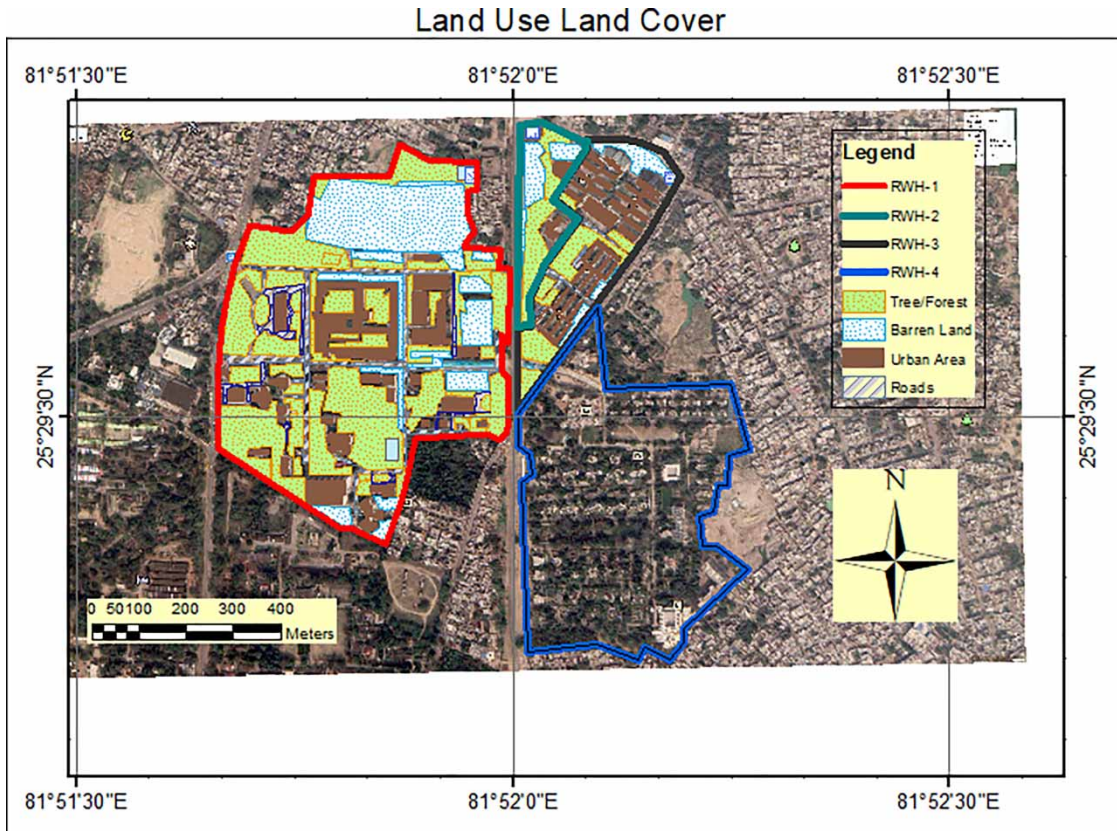 Land Use Land Cover
81°51'30"E
81°52'0"E
81°52'30"E
Legend
RWH-1
RWH-2
RWH-3
RWH-4
Tree/Forest
Barren Land
Urban Area
Roads
25°29'30"N
25°29'30"N
N
0 50100 200 300 400
Meters
81°51'30"E
81°52'0"E
81°52'30"E